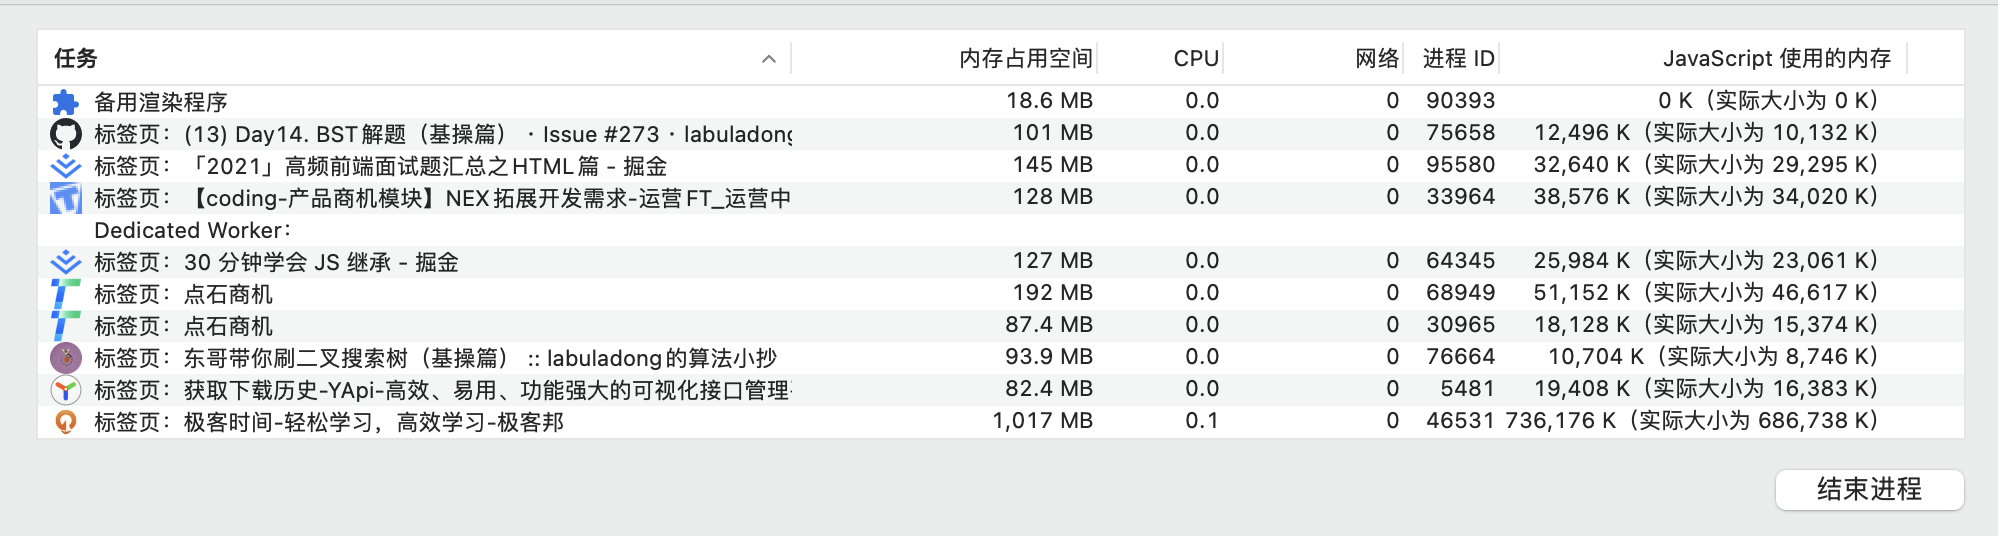 任务 内存占用空间 CPU 网络 进程 ID JavaScript 使用的内存
备用渲染程序 18.6 MB 0.0 0 90393 0 K（实际大小为 0 K）
标签页：(13) Day14. BST解题（基操篇） · Issue #273 · labuladong 101 MB 0.0 0 75658 12,496 K（实际大小为 10,132 K）
标签页：「2021」高频前端面试题汇总之HTML篇 - 掘金 145 MB 0.0 0 95580 32,640 K（实际大小为 29,295 K）
标签页：【coding-产品商机模块】NEX拓展开发需求-运营FT_运营中 128 MB 0.0 0 33964 38,576 K（实际大小为 34,020 K）
Dedicated Worker:
标签页：30 分钟学会 JS 继承 - 掘金 127 MB 0.0 0 64345 25,984 K（实际大小为 23,061 K）
标签页：点石商机 192 MB 0.0 0 68949 51,152 K（实际大小为 46,617 K）
标签页：点石商机 87.4 MB 0.0 0 30965 18,128 K（实际大小为 15,374 K）
标签页：东哥带你刷二叉搜索树（基操篇） :: labuladong的算法小抄 93.9 MB 0.0 0 76664 10,704 K（实际大小为 8,746 K）
标签页：获取下载历史-YApi-高效、易用、功能强大的可视化接口管理 82.4 MB 0.0 0 5481 19,408 K（实际大小为 16,383 K）
标签页：极客时间-轻松学习，高效学习-极客邦 1,017 MB 0.1 0 46531 736,176 K（实际大小为 686,738 K）
结束进程